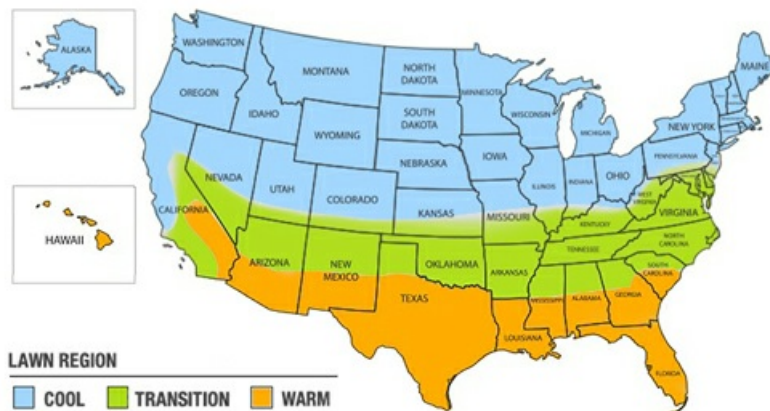 ALASKA
WASHINGTON
MONTANA
NORTH
DAKOTA
MINNESOTA
MAINE
OREGON
IDAHO
SOUTH
DAKOTA
WISCONSIN
MICHIGAN
NEW YORK
WYOMING
NEBRASKA
IOWA
PENNSYLVANIA
NEVADA
UTAH
COLORADO
KANSAS
MISSOURI
ILLINOIS
INDIANA
OHIO
WEST
VIRGINIA
VIRGINIA
KENTUCKY
CALIFORNIA
HAWAII
ARIZONA
NEW
MEXICO
OKLAHOMA
ARKANSAS
TENNESSEE
NORTH
CAROLINA
SOUTH
CAROLINA
TEXAS
MISSISSIPPI
ALABAMA
GEORGIA
LOUISIANA
FLORIDA
LAWN REGION
COOL TRANSITION WARM